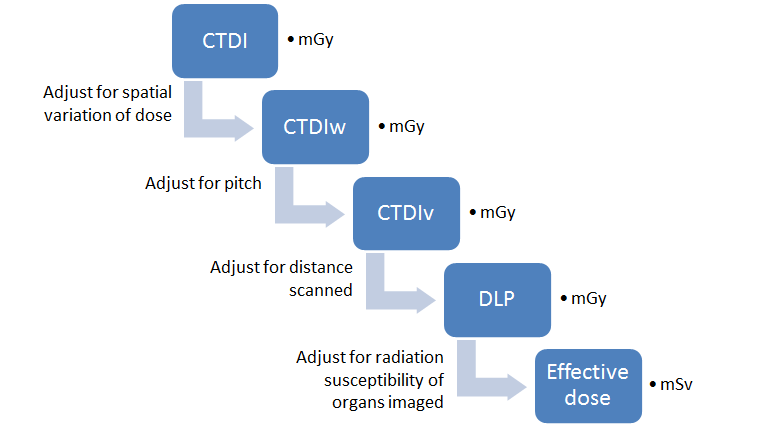 CTDI
• mGy
Adjust for spatial
variation of dose
CTDIw
• mGy
Adjust for pitch
CTDIv
• mGy
Adjust for distance
scanned
DLP
• mGy
Adjust for radiation
susceptibility of
organs imaged
Effective
dose
• mSv